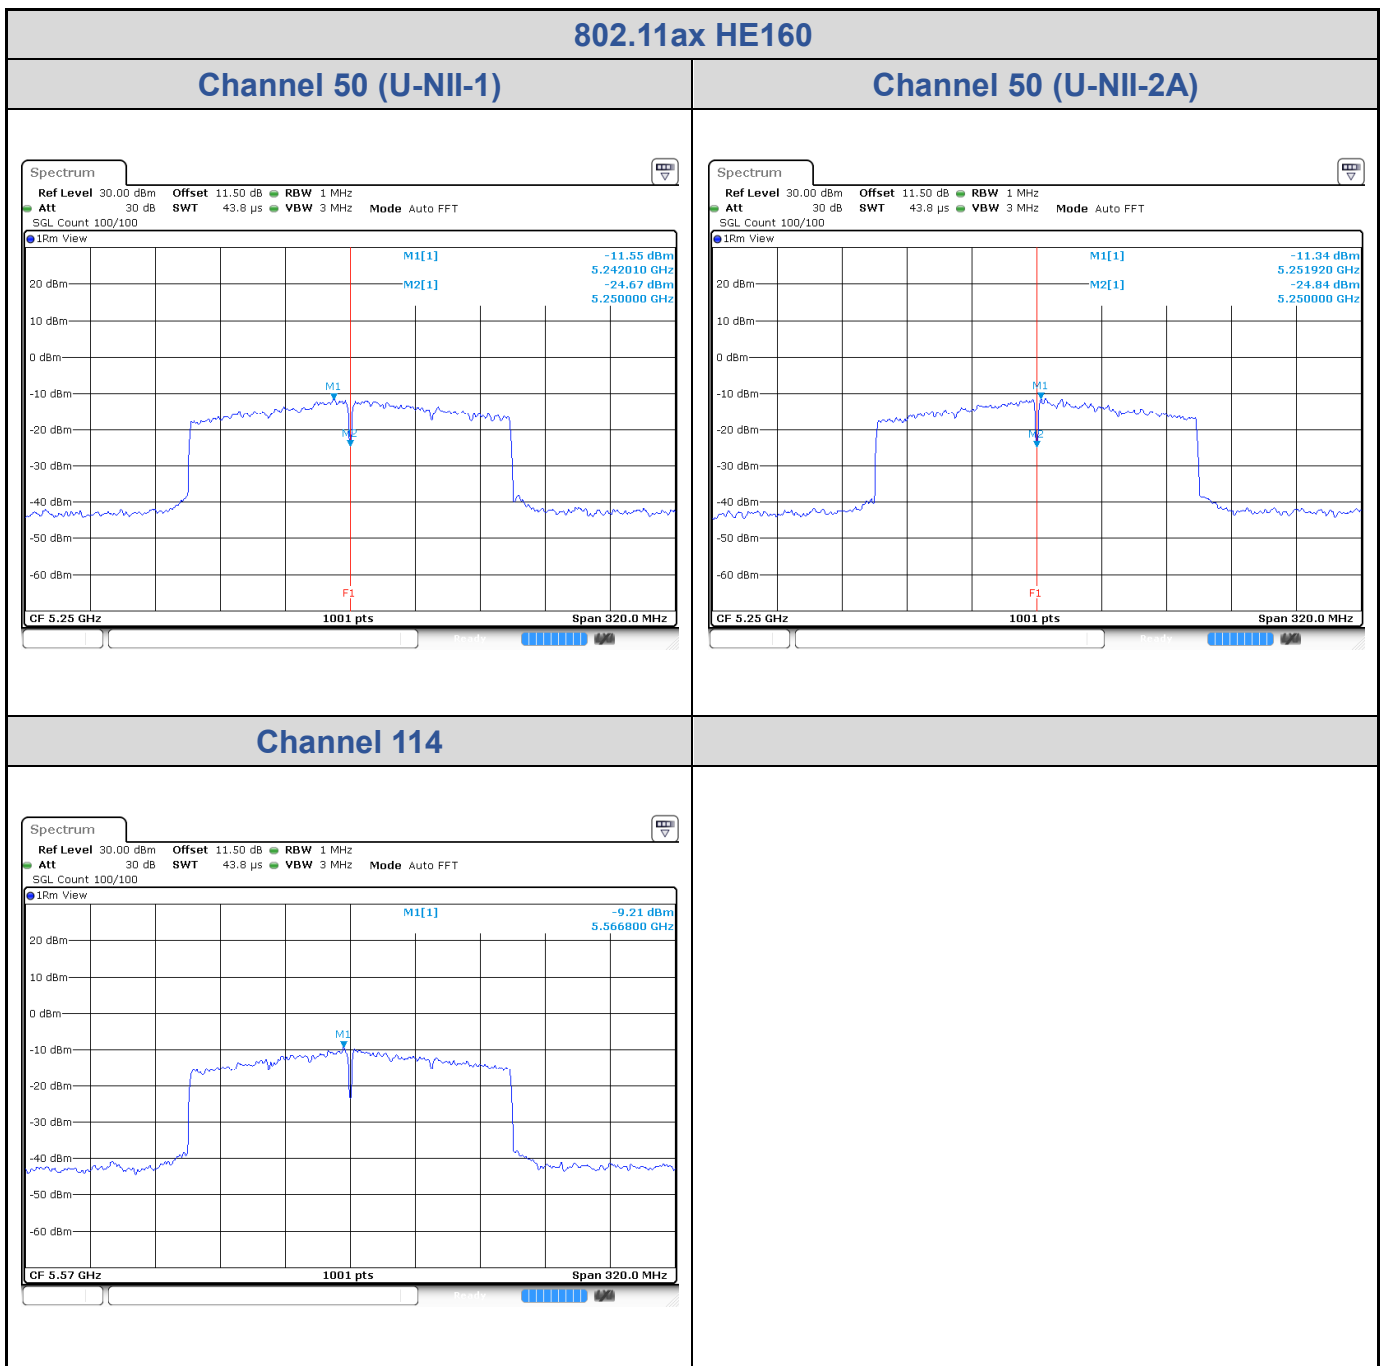 802.11ax HE160
Channel 50 (U-NII-1)
Channel 50 (U-NII-2A)
Spectrum
Ref Level 30.00 dBm Offset 11.50 dB RBW 1 MHz
Att 30 dB SWT 43.8 µs VBW 3 MHz Mode Auto FFT
SGL Count 100/100
1Rm View
M1[1] -11.55 dBm
5.242010 GHz
20 dBm
M2[1] -24.67 dBm
5.250000 GHz
10 dBm
0 dBm
M1
-10 dBm
-20 dBm
M2
-30 dBm
-40 dBm
-50 dBm
-60 dBm
F1
CF 5.25 GHz 1001 pts Span 320.0 MHz
Ready
Spectrum
Ref Level 30.00 dBm Offset 11.50 dB RBW 1 MHz
Att 30 dB SWT 43.8 µs VBW 3 MHz Mode Auto FFT
SGL Count 100/100
1Rm View
M1[1] -11.34 dBm
5.251920 GHz
20 dBm
M2[1] -24.84 dBm
5.250000 GHz
10 dBm
0 dBm
M1
-10 dBm
-20 dBm
M2
-30 dBm
-40 dBm
-50 dBm
-60 dBm
F1
CF 5.25 GHz 1001 pts Span 320.0 MHz
Ready
Channel 114
Spectrum
Ref Level 30.00 dBm Offset 11.50 dB RBW 1 MHz
Att 30 dB SWT 43.8 µs VBW 3 MHz Mode Auto FFT
SGL Count 100/100
1Rm View
M1[1] -9.21 dBm
5.566800 GHz
20 dBm
10 dBm
0 dBm
M1
-10 dBm
-20 dBm
-30 dBm
-40 dBm
-50 dBm
-60 dBm
CF 5.57 GHz 1001 pts Span 320.0 MHz
Ready